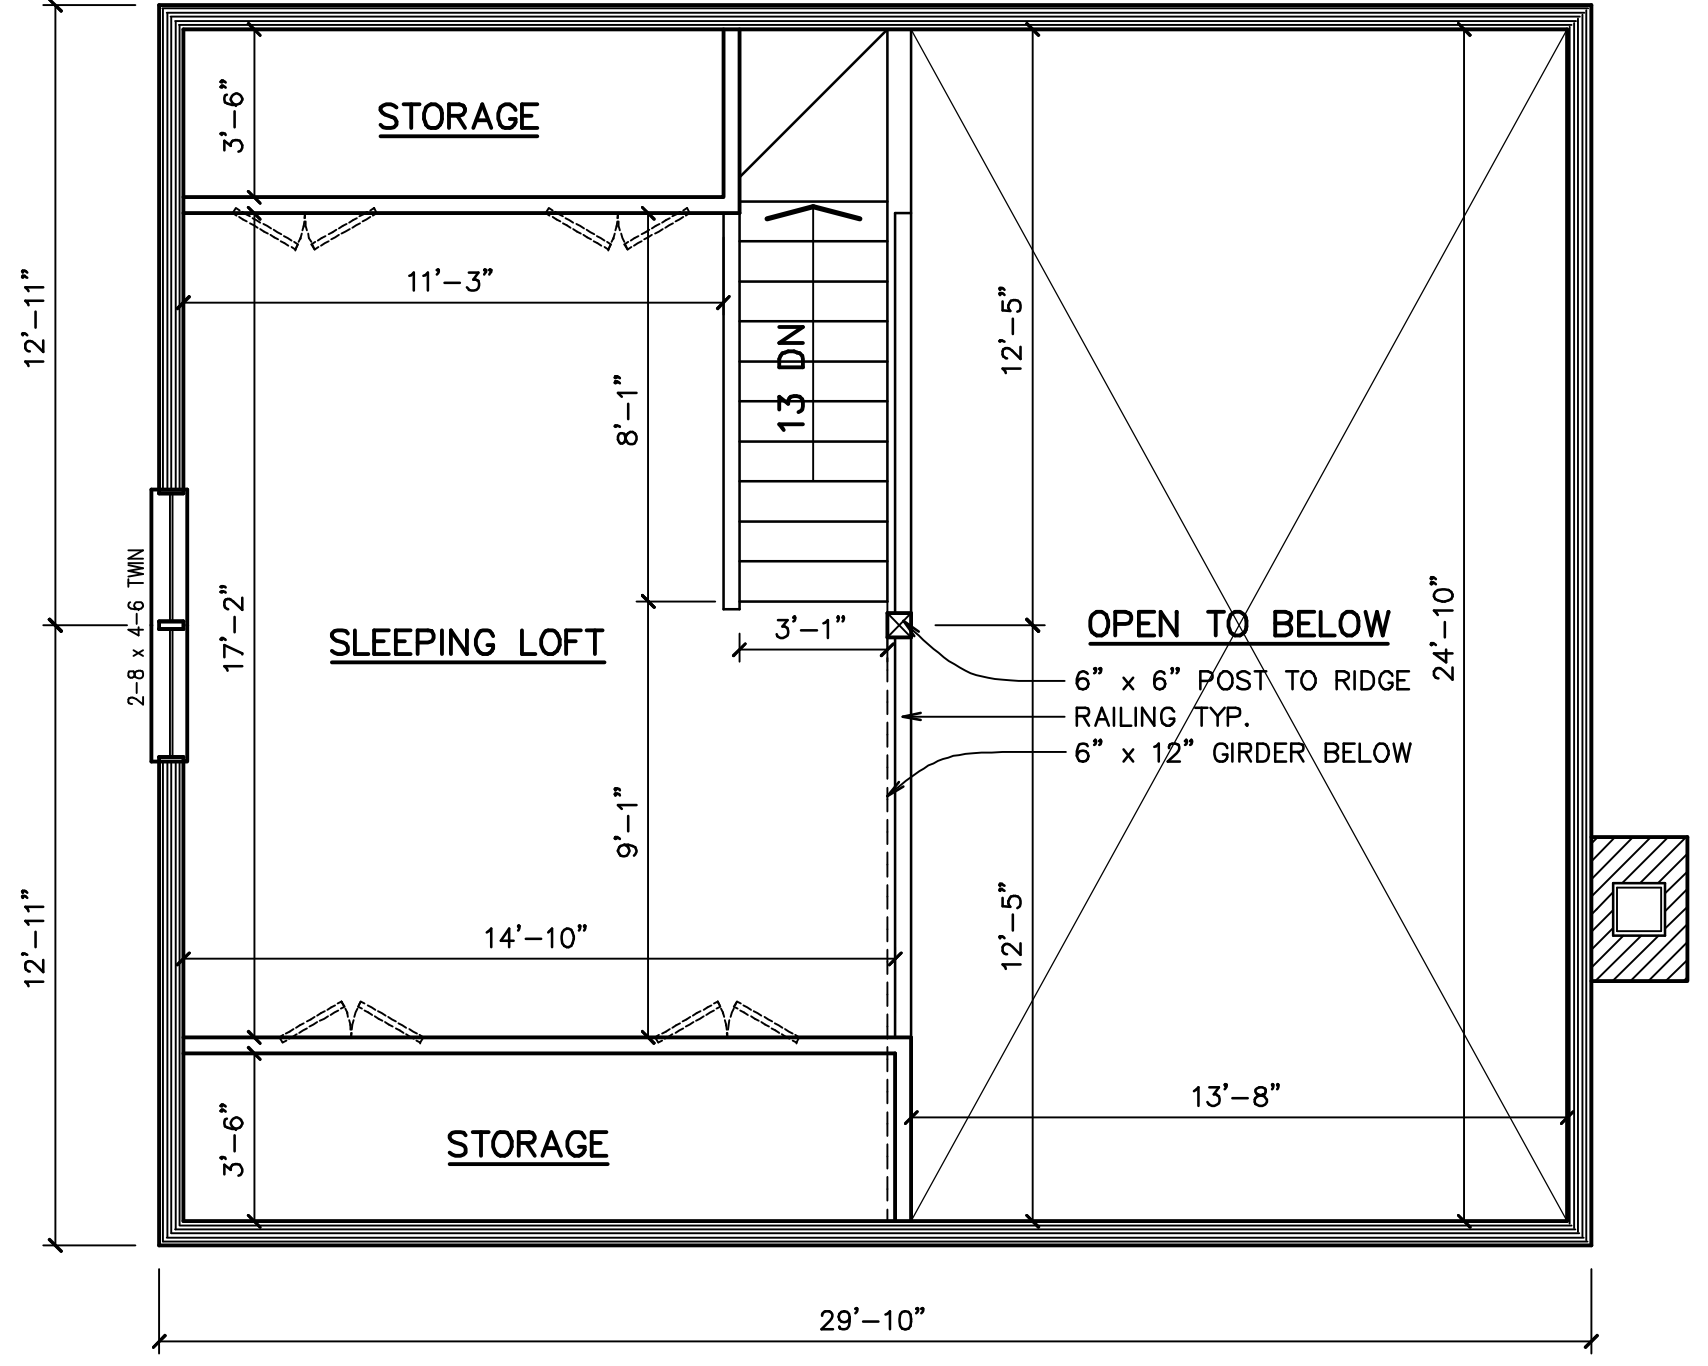 3'-6"
STORAGE
12'-11"
11'-3"
13 DN
12'-5"
8'-1"
2-8 x 4-6 TWIN
17'-2"
SLEEPING LOFT
3'-1"
OPEN TO BELOW
24'-10"
6" x 6" POST TO RIDGE
RAILING TYP.
6" x 12" GIRDER BELOW
9'-1"
12'-11"
14'-10"
12'-5"
13'-8"
3'-6"
STORAGE
29'-10"